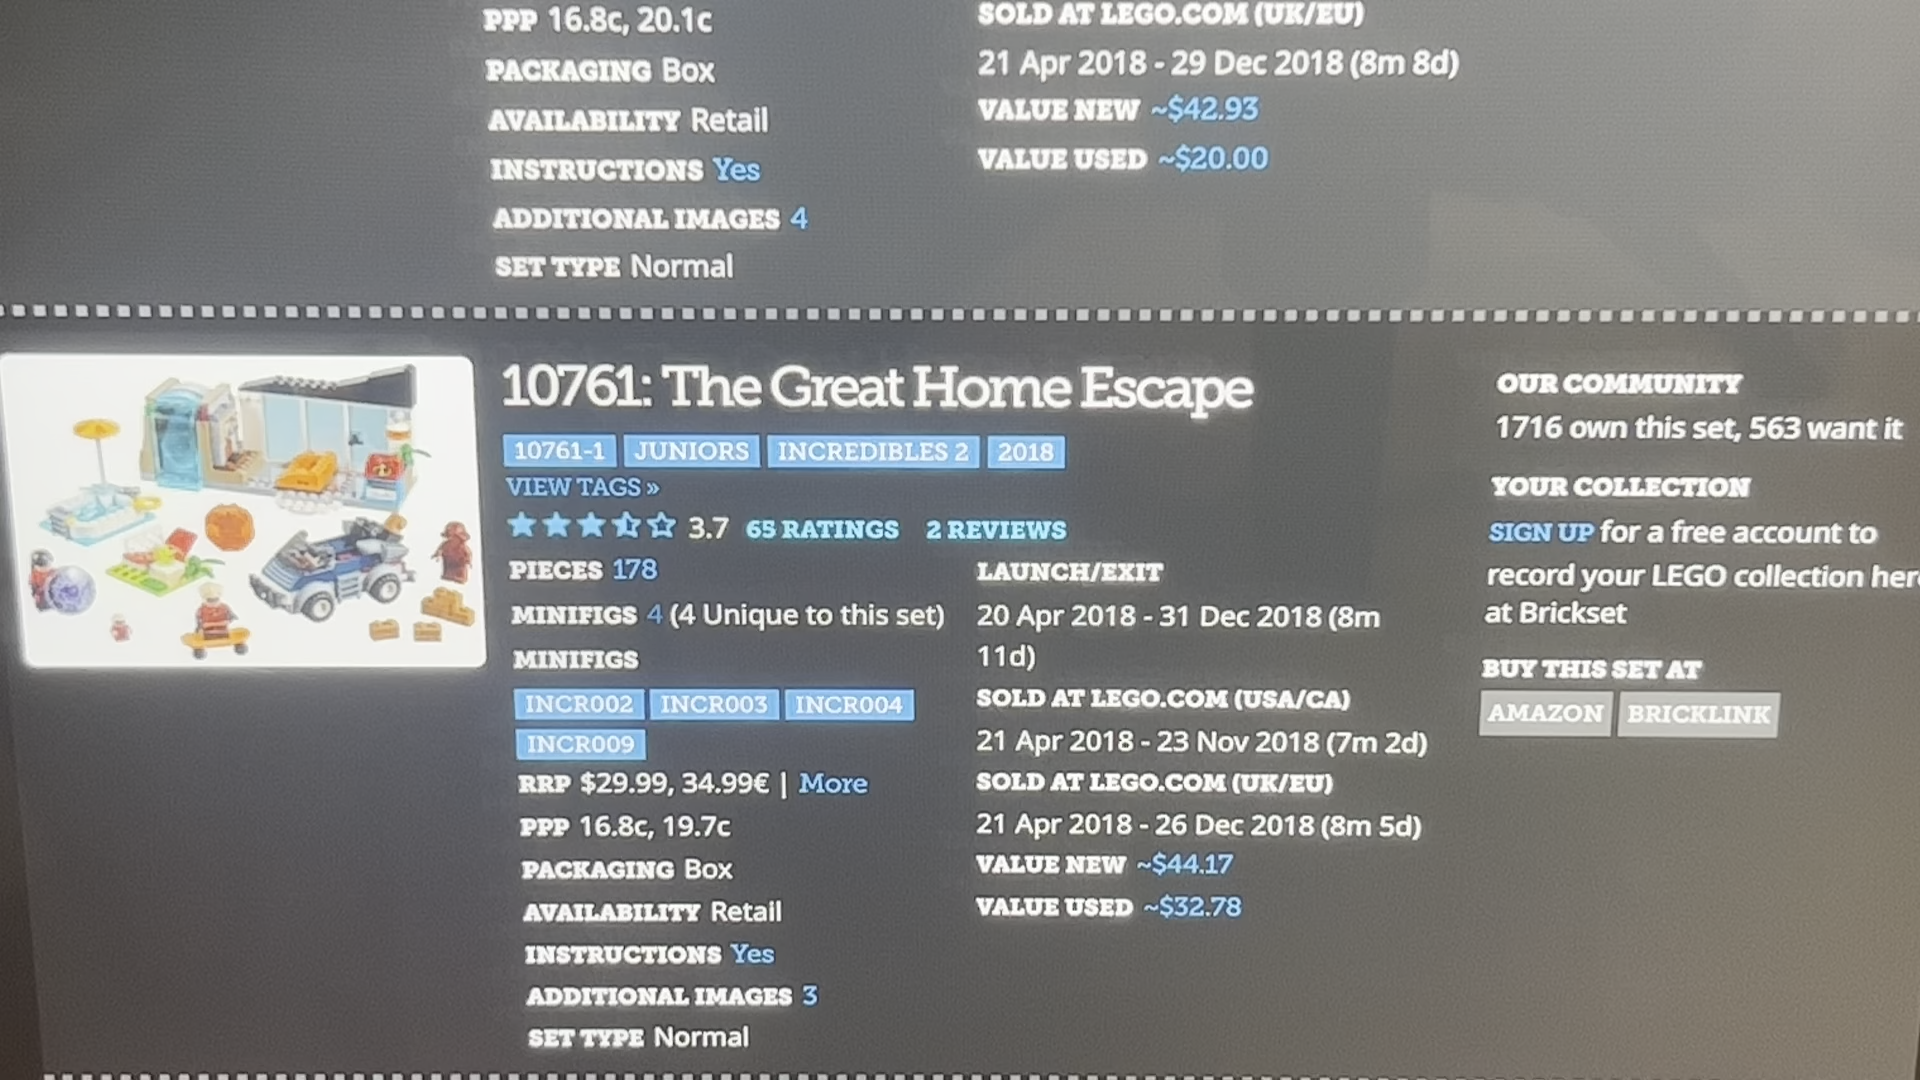 PPP 16.8c, 20.1c
PACKAGING Box
AVAILABILITY Retail
INSTRUCTIONS Yes
ADDITIONAL IMAGES 4
SET TYPE Normal
SOLD AT LEGO.COM (UK/EU)
21 Apr 2018 - 29 Dec 2018 (8m 8d)
VALUE NEW ~$42.93
VALUE USED ~$20.00
10761: The Great Home Escape
10761-1 JUNIORS INCREDIBLES 2 2018
VIEW TAGS »
3.7 65 RATINGS 2 REVIEWS
PIECES 178
MINIFIGS 4 (4 Unique to this set)
MINIFIGS
INCR002 INCR003 INCR004
INCR009
RRP $29.99, 34.99€ | More
PPP 16.8c, 19.7c
PACKAGING Box
AVAILABILITY Retail
INSTRUCTIONS Yes
ADDITIONAL IMAGES 3
SET TYPE Normal
LAUNCH/EXIT
20 Apr 2018 - 31 Dec 2018 (8m
11d)
SOLD AT LEGO.COM (USA/CA)
21 Apr 2018 - 23 Nov 2018 (7m 2d)
SOLD AT LEGO.COM (UK/EU)
21 Apr 2018 - 26 Dec 2018 (8m 5d)
VALUE NEW ~$44.17
VALUE USED ~$32.78
OUR COMMUNITY
1716 own this set, 563 want it
YOUR COLLECTION
SIGN UP for a free account to
record your LEGO collection here
at Brickset
BUY THIS SET AT
AMAZON BRICKLINK